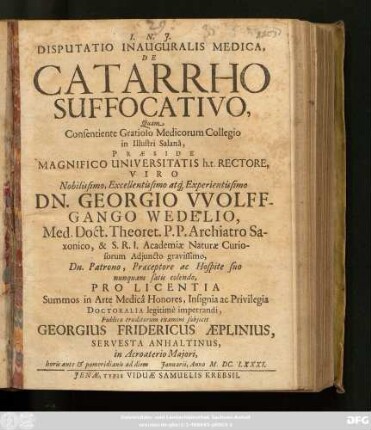 29
I. N. J.
DISPUTATIO INAUGURALIS MEDICA,
DE
CATARRHO
SUFFOCATIVO,
Quam
Consentiente Gratioso Medicorum Collegio
in Illustri Salanâ,
PRÆSIDE
MAGNIFICO UNIVERSITATIS h.t. RECTORE,
VIRO
Nobilissimo, Excellentissimo atq; Experientissimo
DN. GEORGIO VVOLFF-
GANGO WEDELIO,
Med. Doct. Theoret. P. P. Archiatro Sa-
xonico, & S. R. I. Academiæ Naturæ Curio-
sorum Adjuncto gravissimo,
Dn. Patrono, Præceptore ac Hospite suo
nunquam satis colendo,
PRO LICENTIA
Summos in Arte Medicâ Honores, Insignia ac Privilegia
DOCTORALIA legitimè impetrandi,
Publico eruditorum examini subjicit
GEORGIUS FRIDERICUS ÆPLINIUS,
SERVESTA ANHALTINUS,
in Acroaterio Majori,
horis ante & pomeridianis ad diem Januarii, Anno M. DC. LXXXI.
JENÆ, TYPIS VIDUÆ SAMUELIS KREBSII.